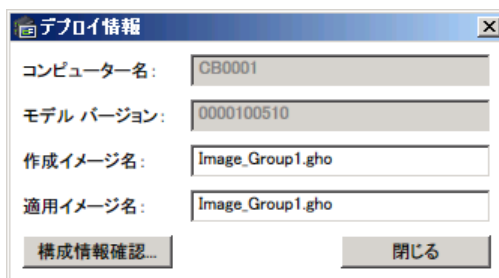 デプロイ情報
コンピューター名: CB0001
モデル バージョン: 0000100510
作成イメージ名: Image_Group1.gho
適用イメージ名: Image_Group1.gho
構成情報確認... 閉じる